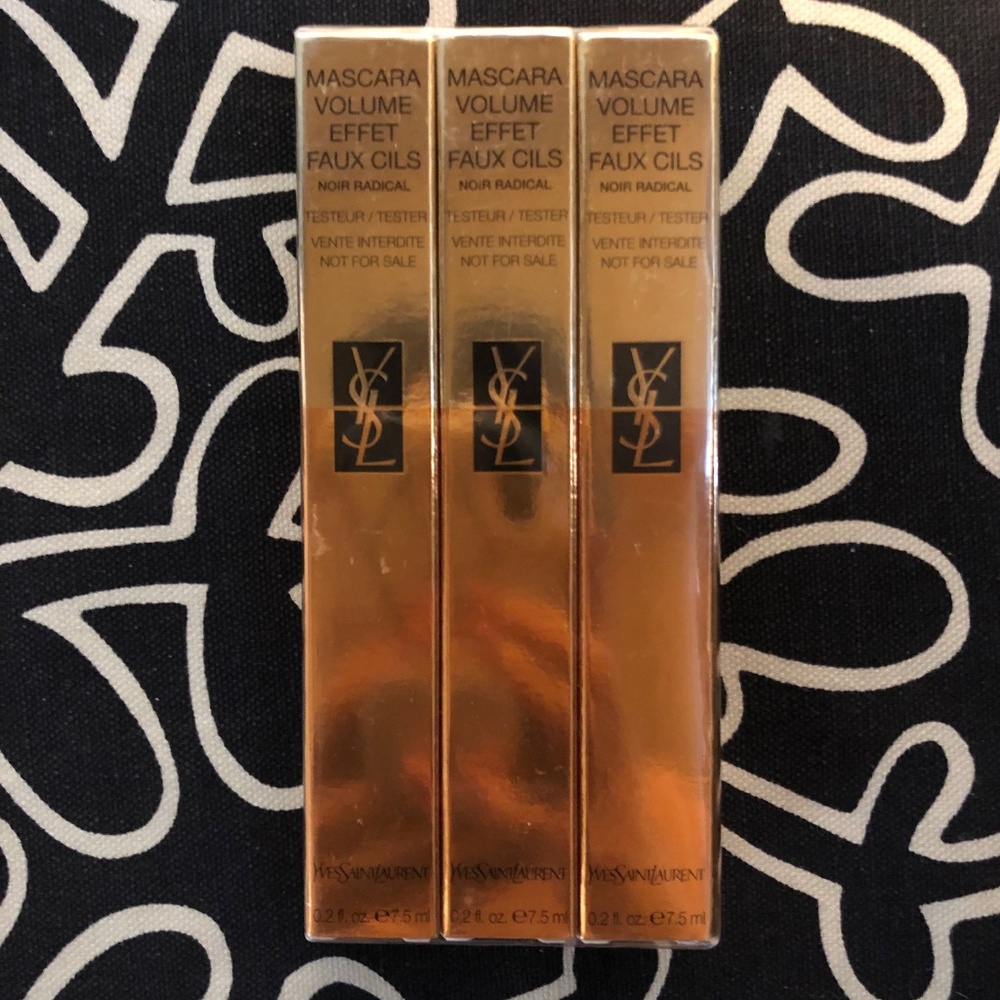 MASCARA
VOLUME
EFFET
FAUX CILS
NOIR RADICAL
TESTEUR / TESTER
VENTE INTERDITE
NOT FOR SALE
YSL
YVESSAINTLAURENT
0.2 fl. oz. e 7.5 ml
MASCARA
VOLUME
EFFET
FAUX CILS
NOIR RADICAL
TESTEUR / TESTER
VENTE INTERDITE
NOT FOR SALE
YSL
YVESSAINTLAURENT
0.2 fl. oz. e 7.5 ml
MASCARA
VOLUME
EFFET
FAUX CILS
NOIR RADICAL
TESTEUR / TESTER
VENTE INTERDITE
NOT FOR SALE
YSL
YVESSAINTLAURENT
0.2 fl. oz. e 7.5 ml